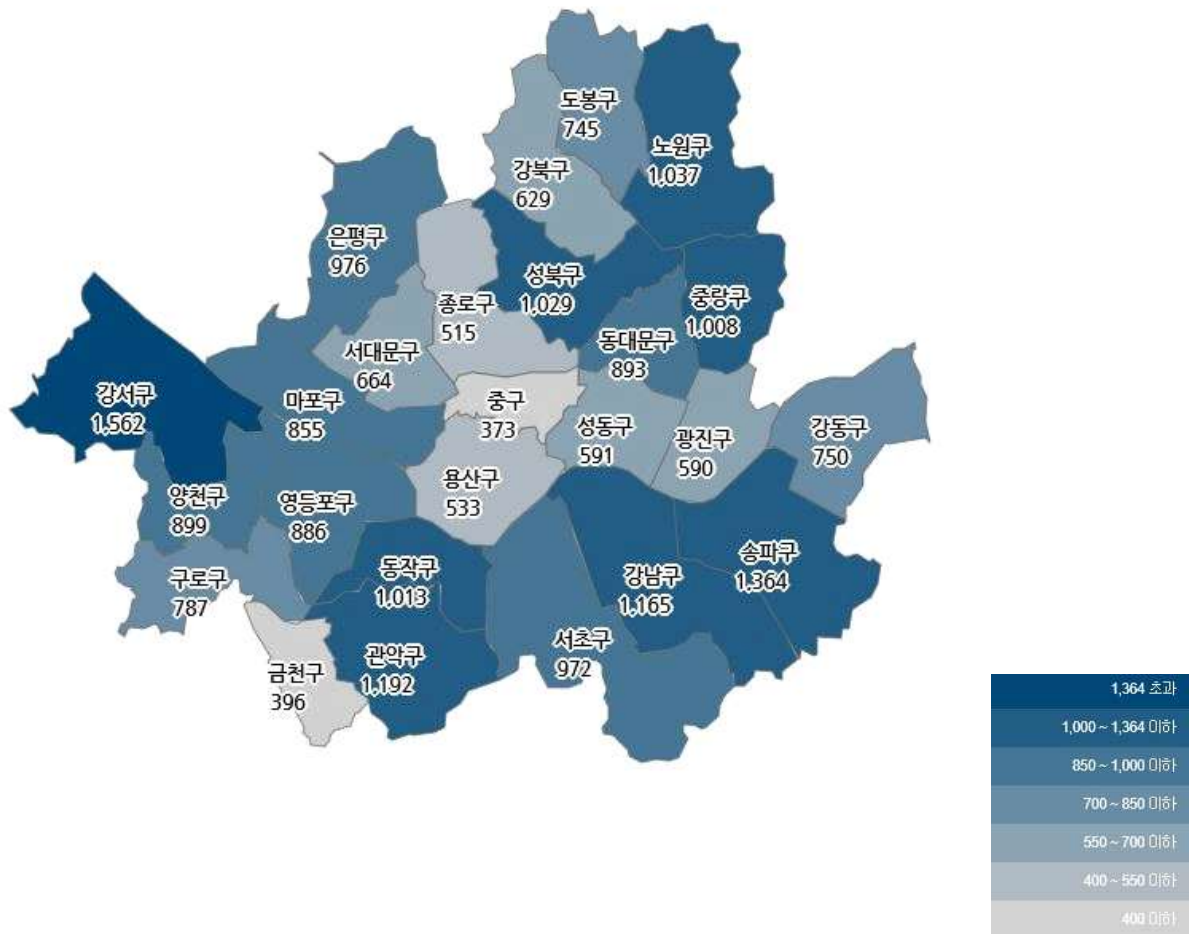 도봉구
745
노원구
1,037
강북구
629
은평구
976
성북구
1,029
중랑구
1,008
종로구
515
동대문구
893
서대문구
664
강서구
1,562
마포구
855
중구
373
성동구
591
광진구
590
강동구
750
용산구
533
양천구
899
영등포구
886
동작구
1,013
강남구
1,165
송파구
1,364
구로구
787
서초구
972
관악구
1,192
금천구
396
1,364 초과
1,000 ~ 1,364 이하
850 ~ 1,000 이하
700 ~ 850 이하
550 ~ 700 이하
400 ~ 550 이하
400 이하